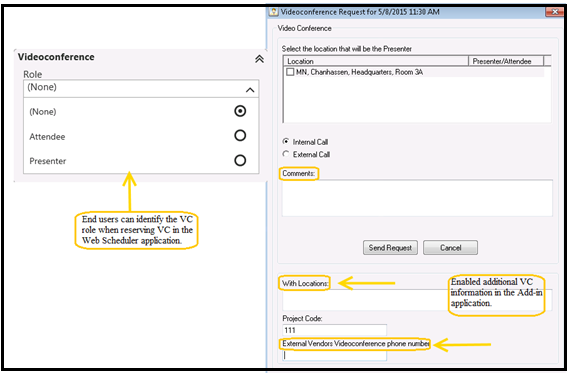 Videoconference
Role
(None)
(None)
Attendee
Presenter
End users can identify the VC
role when reserving VC in the
Web Scheduler application.
Videoconference Request for 5/8/2015 11:30 AM
Video Conference
Select the location that will be the Presenter
Location Presenter/Attendee
MN, Chanhassen, Headquarters, Room 3A
Internal Call
External Call
Comments:
Send Request Cancel
With Locations:
Enabled additional VC
information in the Add-in
application.
Project Code:
111
External Vendors Videoconference phone number